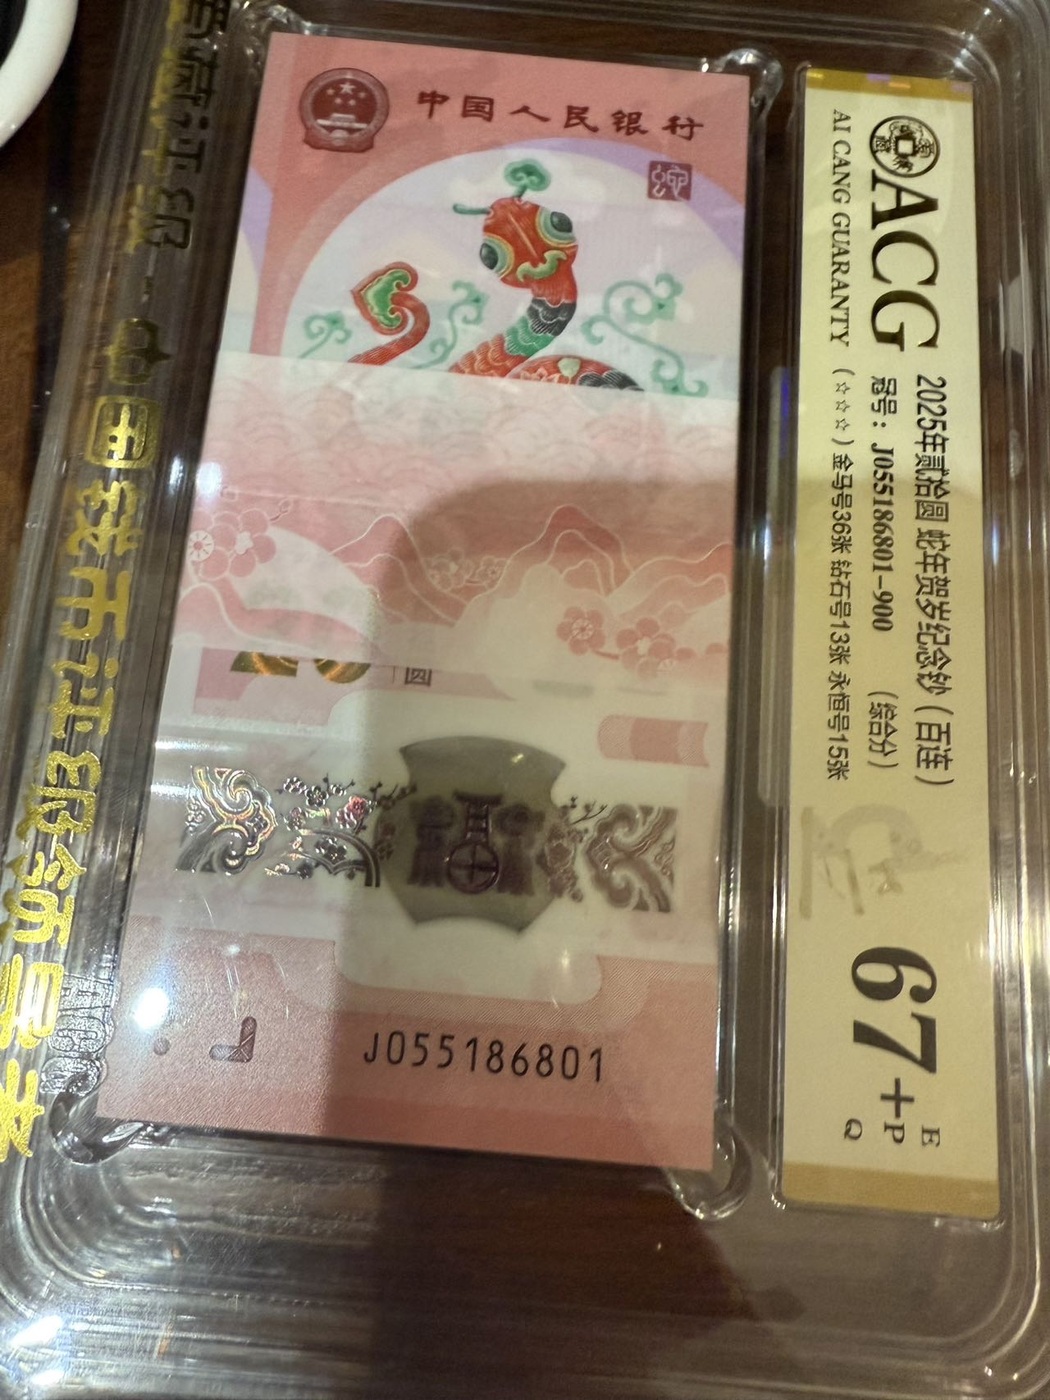 中国人民银行
圆
J055186801
ACG
AI CANG GUARANTY
2025年贰拾圆 蛇年贺岁纪念钞（百连）
冠号：J055186801-900 （综合分）
（☆☆☆）金马号36张 钻石号13张 永恒号15张
67+
E
P
Q